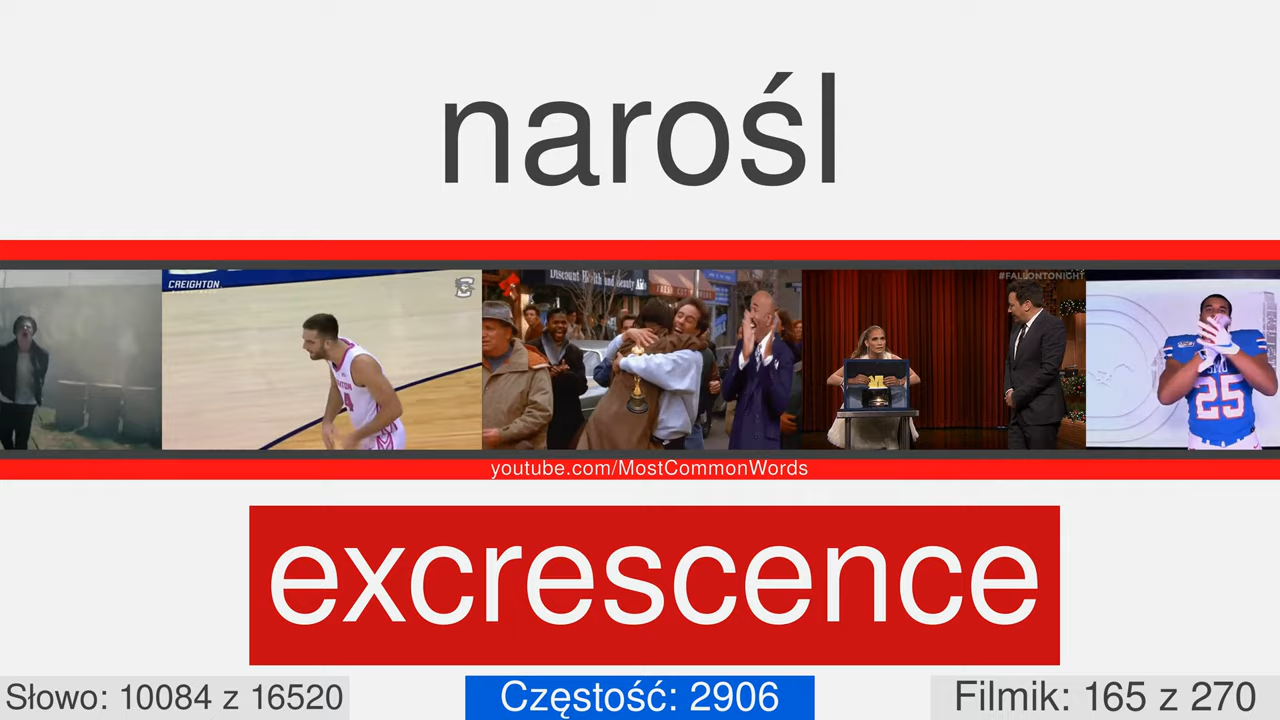 narośl
CREIGHTON
Discount Health and Beauty Aids
#FALLONTONIGHT
SMU
25
youtube.com/MostCommonWords
excrescence
Słowo: 10084 z 16520
Częstość: 2906
Filmik: 165 z 270